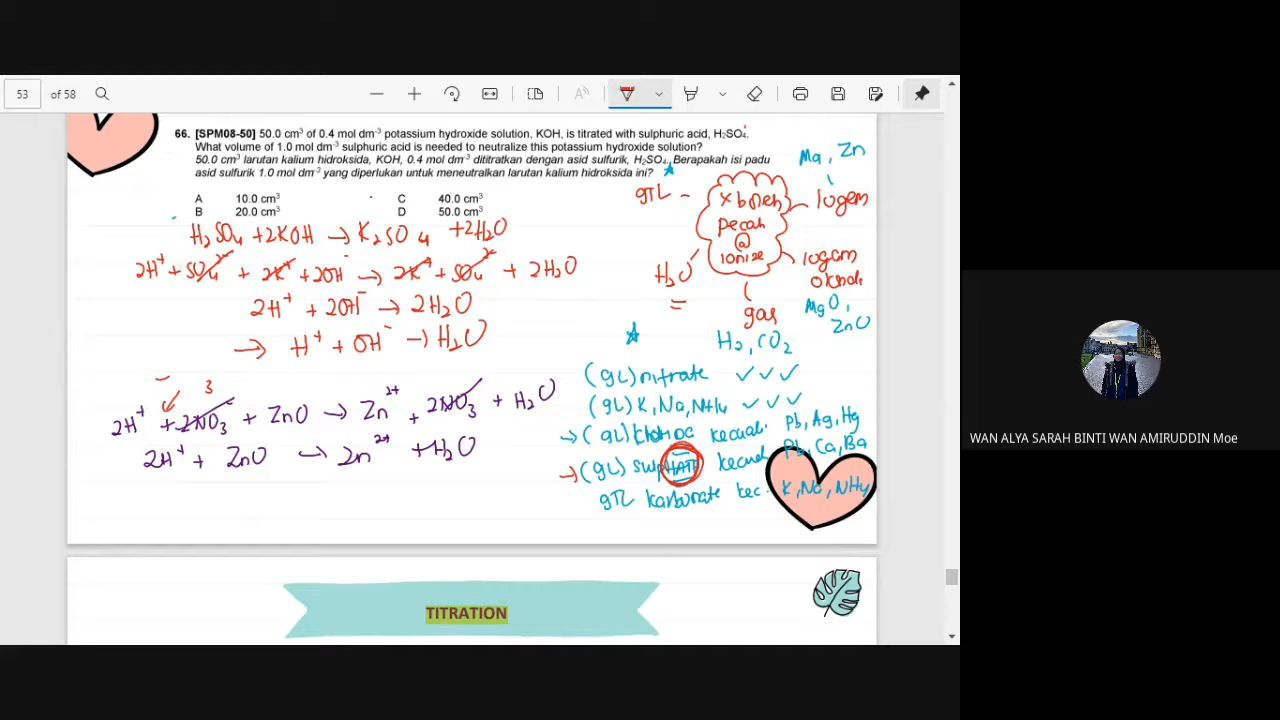 53 of 58
66. [SPM08-50] 50.0 cm³ of 0.4 mol dm⁻³ potassium hydroxide solution, KOH, is titrated with sulphuric acid, H₂SO₄.
What volume of 1.0 mol dm⁻³ sulphuric acid is needed to neutralize this potassium hydroxide solution?
50.0 cm³ larutan kalium hidroksida, KOH, 0.4 mol dm⁻³ dititratkan dengan asid sulfurik, H₂SO₄. Berapakah isi padu
asid sulfurik 1.0 mol dm⁻³ yang diperlukan untuk meneutralkan larutan kalium hidroksida ini?
A 10.0 cm³ C 40.0 cm³
B 20.0 cm³ D 50.0 cm³
H₂SO₄ + 2KOH → K₂SO₄ + 2H₂O
2H⁺ + SO₄²⁻ + 2K⁺ + 2OH⁻ → 2K⁺ + SO₄²⁻ + 2H₂O
2H⁺ + 2OH⁻ → 2H₂O
→ H⁺ + OH⁻ → H₂O
3
2H⁺ + 2NO₃⁻ + ZnO → Zn²⁺ + 2NO₃ + H₂O
2H⁺ + ZnO → Zn²⁺ + H₂O
Mg, Zn
gTL
x boleh
pecah
@
ionize
logam
logam
oksida
MgO,
ZnO
H₂O
=
gas
H₂, CO₂
(gL) nitrate ✓✓✓
(gL) K, Na, NH₄ ✓✓✓
→ (gL) kecuali Pb, Ag, Hg
→ (gL) sulpHATE kecuali Pb, Ca, Ba
gTL karbonate kec. K, Na, NH₄
TITRATION
WAN ALYA SARAH BINTI WAN AMIRUDDIN Moe